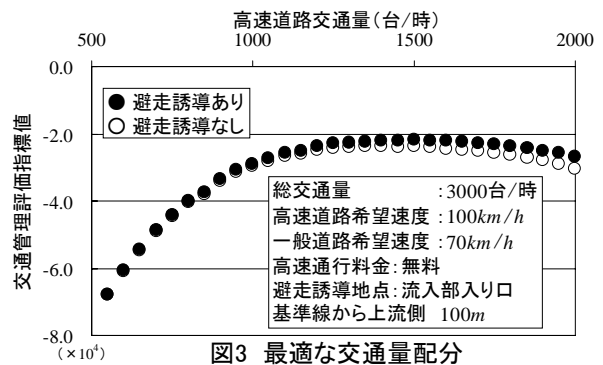 高速道路交通量(台/時)
500 1000 1500 2000
0.0
-2.0
-4.0
-6.0
-8.0
(×10⁴)
交通管理評価指標値
●避走誘導あり
○避走誘導なし
総交通量 :3000台/時
高速道路希望速度:100km/h
一般道路希望速度:70km/h
高速通行料金:無料
避走誘導地点:流入部入り口
基準線から上流側 100m
図3 最適な交通量配分